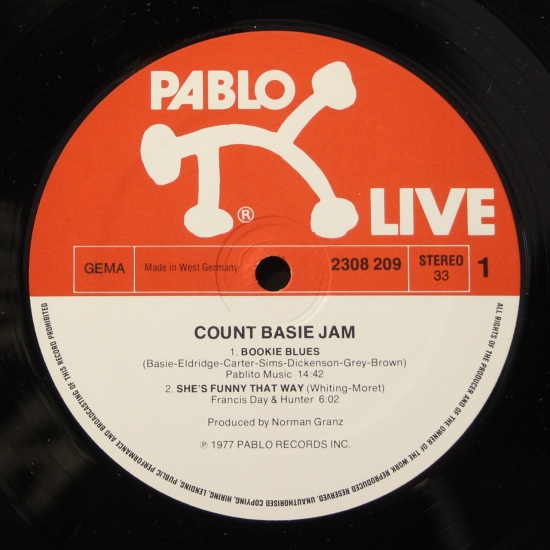 PABLO
® LIVE
GEMA Made in West Germany 2308 209 STEREO 33 1
COUNT BASIE JAM
1. BOOKIE BLUES
(Basie-Eldridge-Carter-Sims-Dickenson-Grey-Brown)
Pablito Music 14:42
2. SHE'S FUNNY THAT WAY (Whiting-Moret)
Francis Day & Hunter 6:02
Produced by Norman Granz
℗ 1977 PABLO RECORDS INC.
ALL RIGHTS OF THE PRODUCER AND OF THE OWNER OF THE WORK REPRODUCED RESERVED. UNAUTHORISED COPYING, HIRING, LENDING, PUBLIC PERFORMANCE AND BROADCASTING OF THIS RECORD PROHIBITED